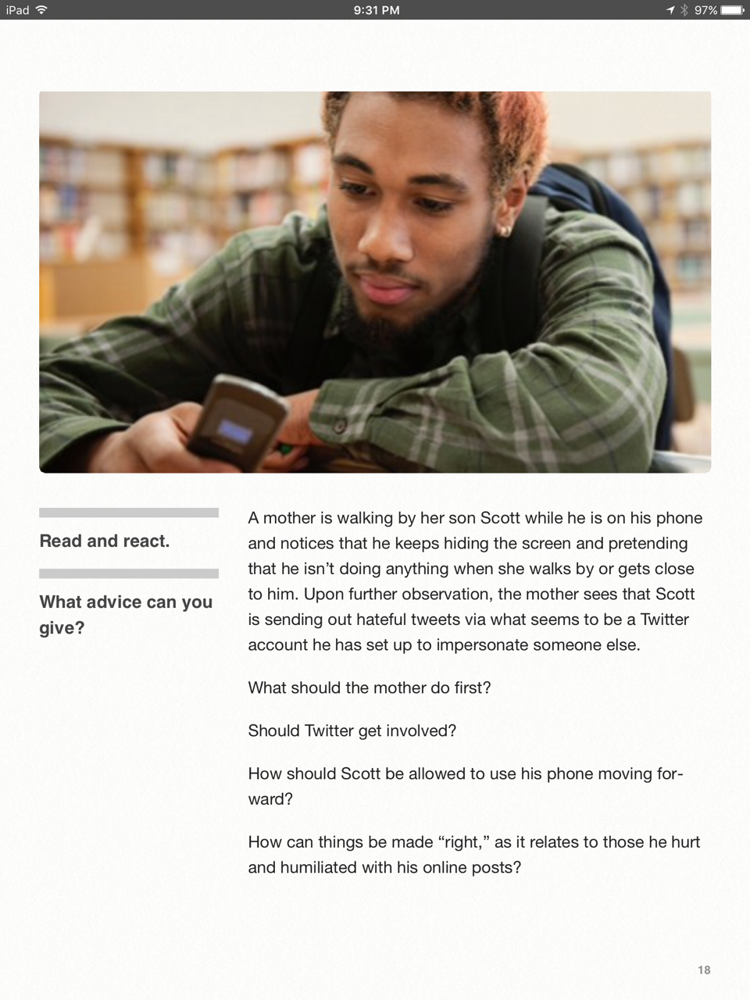 iPad
9:31 PM
97%
Read and react.
What advice can you
give?
A mother is walking by her son Scott while he is on his phone
and notices that he keeps hiding the screen and pretending
that he isn’t doing anything when she walks by or gets close
to him. Upon further observation, the mother sees that Scott
is sending out hateful tweets via what seems to be a Twitter
account he has set up to impersonate someone else.
What should the mother do first?
Should Twitter get involved?
How should Scott be allowed to use his phone moving for-
ward?
How can things be made “right,” as it relates to those he hurt
and humiliated with his online posts?
18